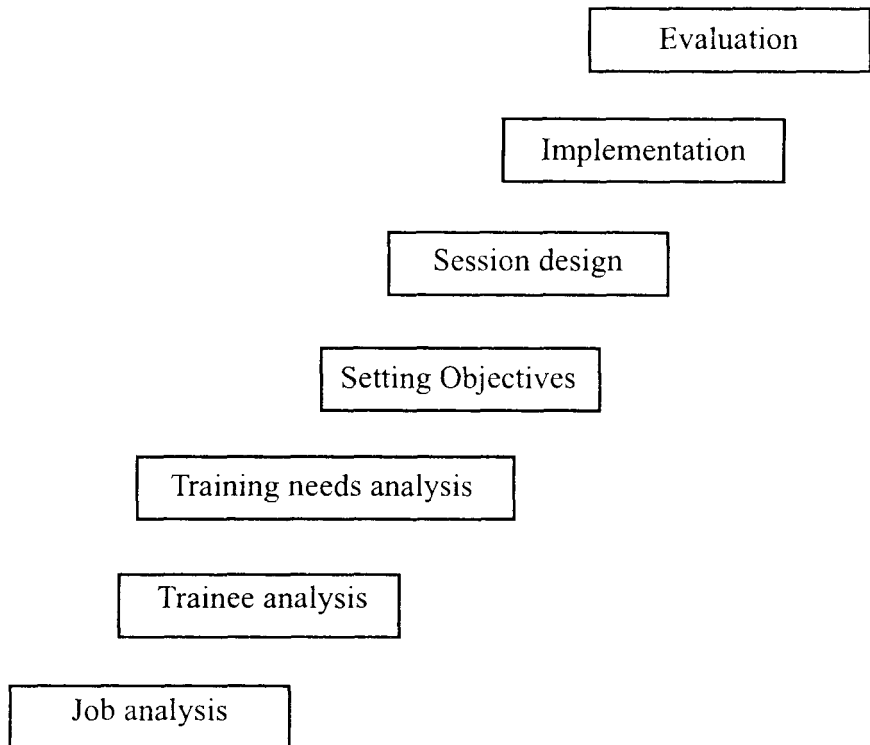 Evaluation
Implementation
Session design
Setting Objectives
Training needs analysis
Trainee analysis
Job analysis